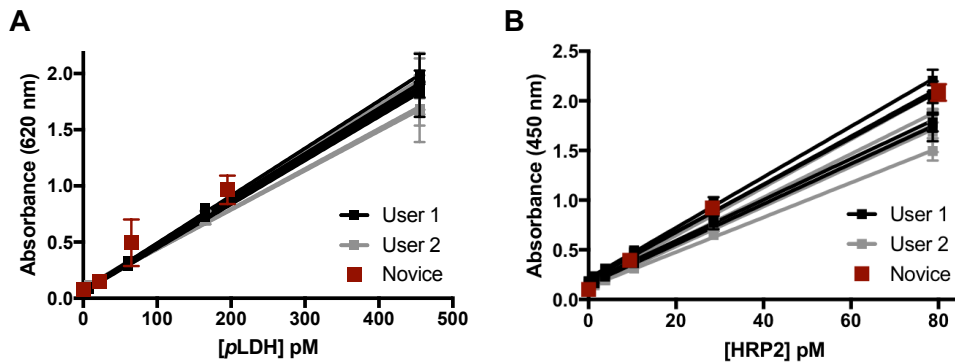 A
Absorbance (620 nm)
2.0
1.5
1.0
0.5
0.0
0
100
200
300
400
500
[pLDH] pM
User 1
User 2
Novice
B
Absorbance (450 nm)
2.5
2.0
1.5
1.0
0.5
0.0
0
20
40
60
80
[HRP2] pM
User 1
User 2
Novice